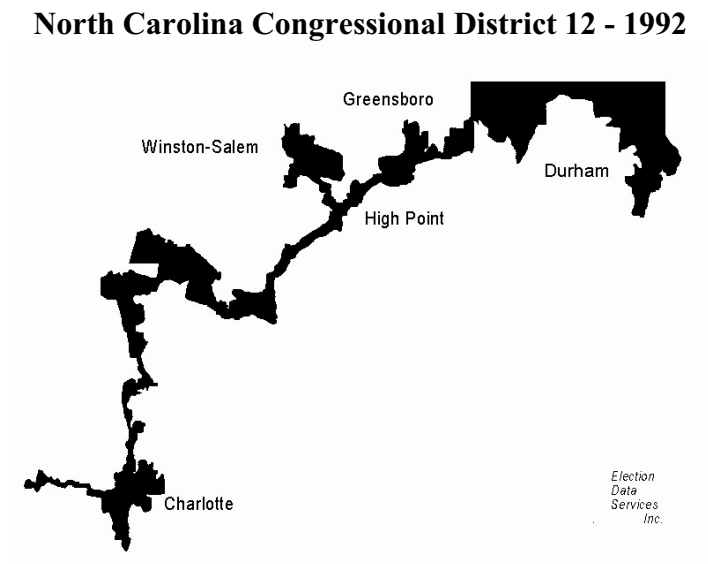 North Carolina Congressional District 12 - 1992
Greensboro
Winston-Salem
Durham
High Point
Charlotte
Election
Data
Services
. Inc.